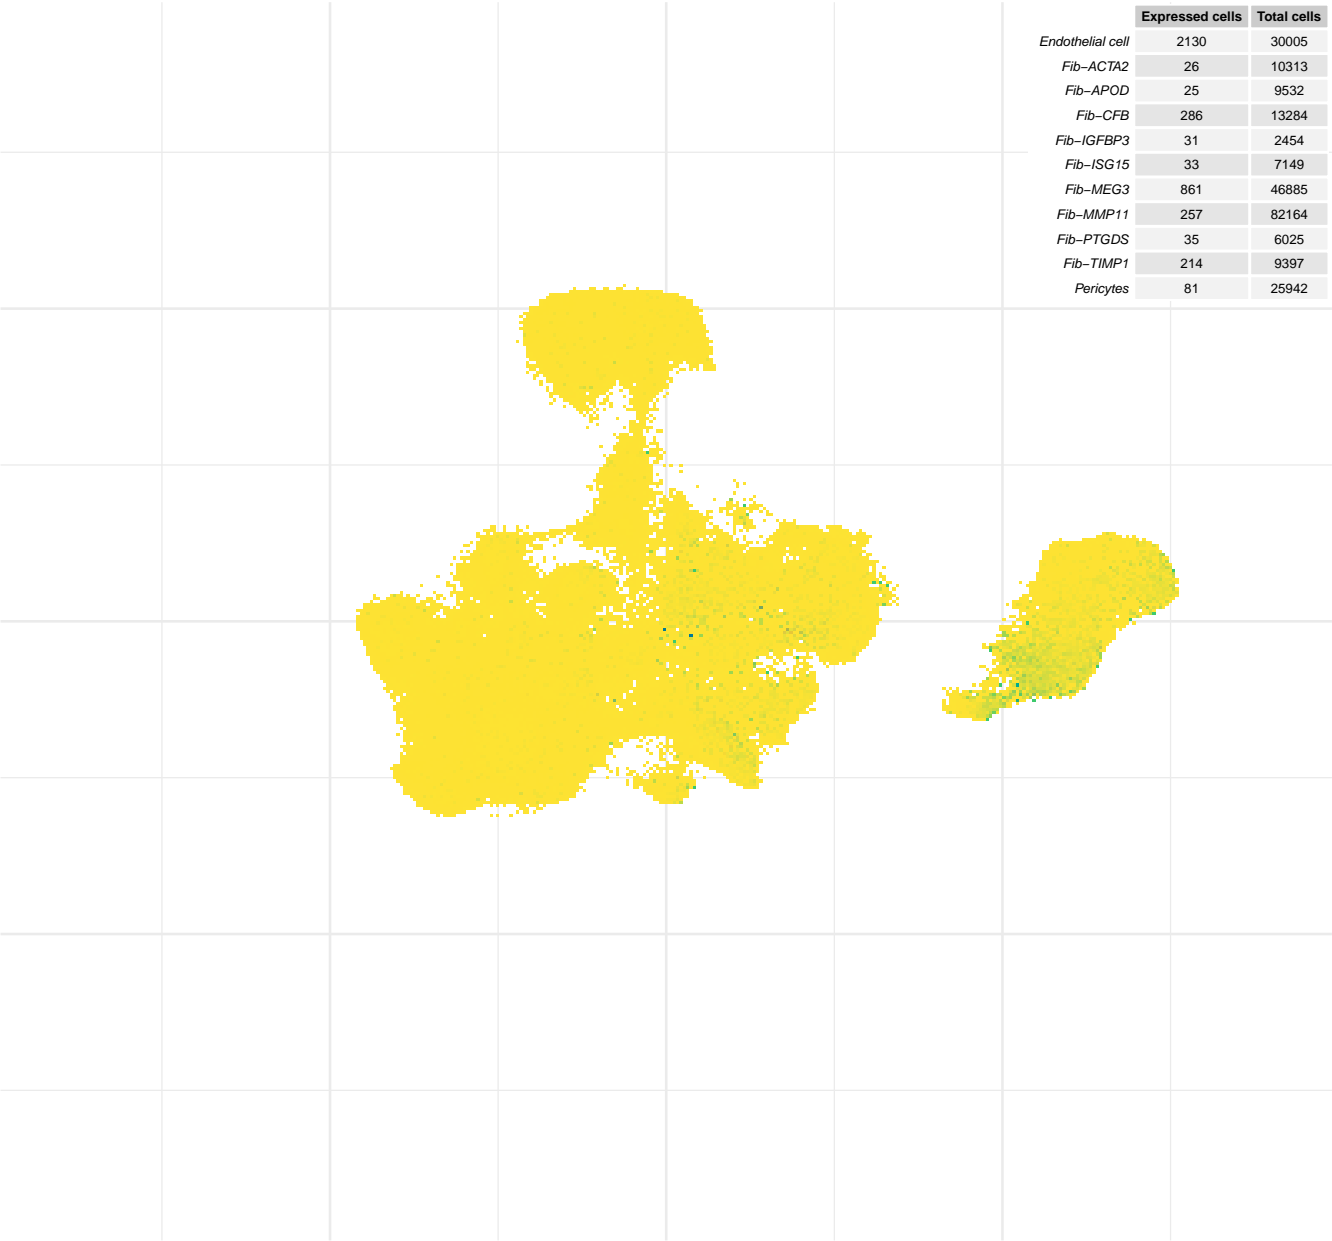 Expressed cells Total cells
Endothelial cell 2130 30005
Fib−ACTA2 26 10313
Fib−APOD 25 9532
Fib−CFB 286 13284
Fib−IGFBP3 31 2454
Fib−ISG15 33 7149
Fib−MEG3 861 46885
Fib−MMP11 257 82164
Fib−PTGDS 35 6025
Fib−TIMP1 214 9397
Pericytes 81 25942